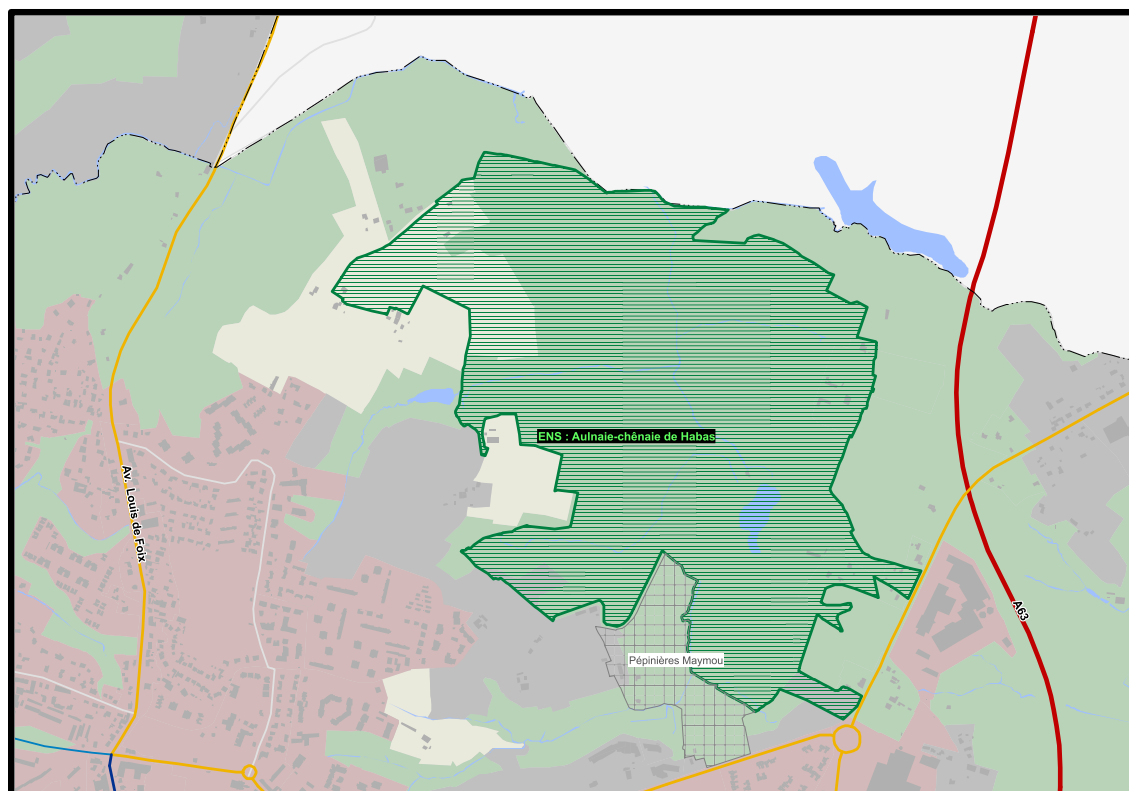 ENS : Aulnaie-chênaie de Habas
Av. Louis de Foix
A63
Pépinières Maymou